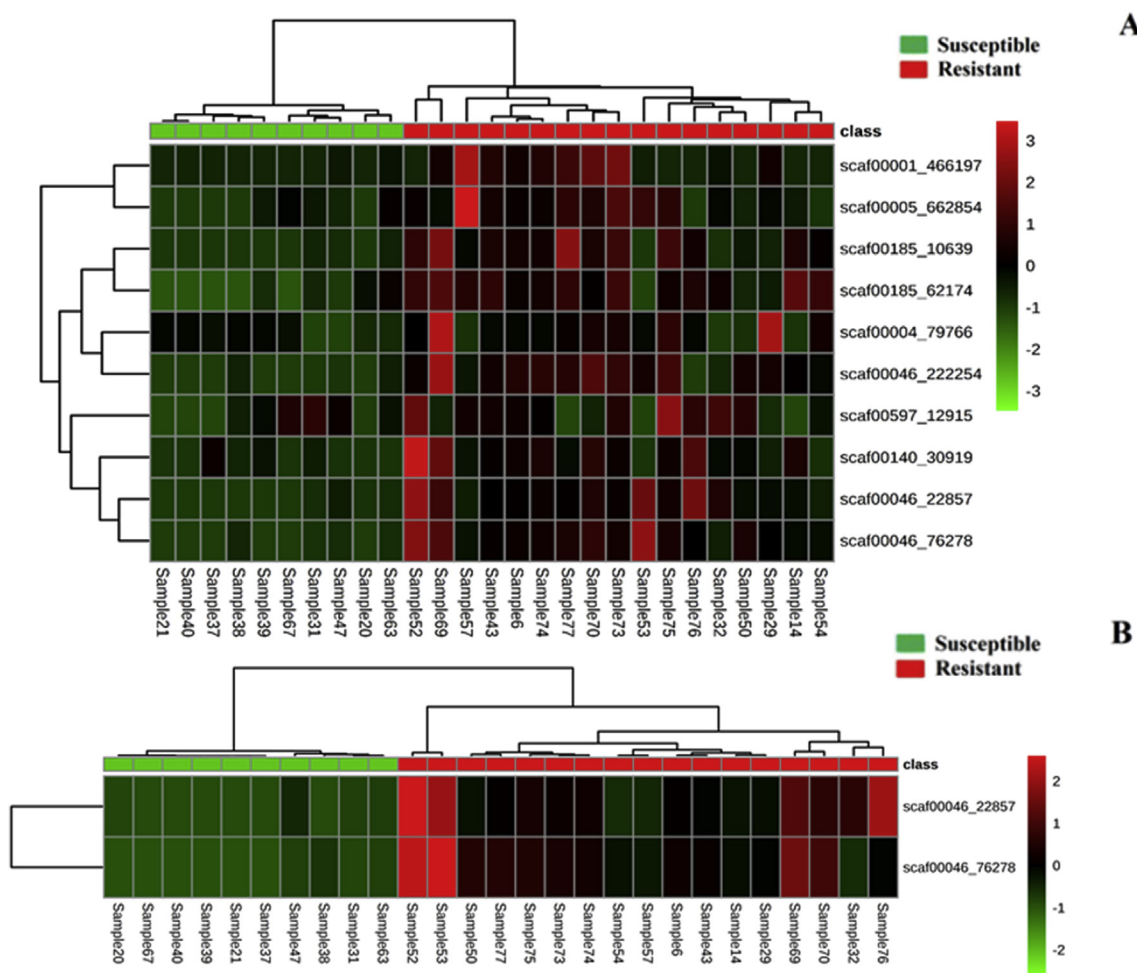 A
Susceptible
Resistant
class
3
2
1
0
-1
-2
-3
scaf00001_466197
scaf00005_662854
scaf00185_10639
scaf00185_62174
scaf00004_79766
scaf00046_222254
scaf00597_12915
scaf00140_30919
scaf00046_22857
scaf00046_76278
Sample21
Sample40
Sample37
Sample38
Sample39
Sample67
Sample31
Sample47
Sample20
Sample63
Sample52
Sample69
Sample57
Sample43
Sample6
Sample74
Sample77
Sample70
Sample73
Sample53
Sample75
Sample76
Sample32
Sample50
Sample29
Sample14
Sample54
B
Susceptible
Resistant
class
2
1
0
-1
-2
scaf00046_22857
scaf00046_76278
Sample20
Sample67
Sample40
Sample39
Sample21
Sample37
Sample47
Sample38
Sample31
Sample63
Sample52
Sample53
Sample50
Sample77
Sample75
Sample73
Sample74
Sample54
Sample57
Sample6
Sample43
Sample14
Sample29
Sample69
Sample70
Sample32
Sample76